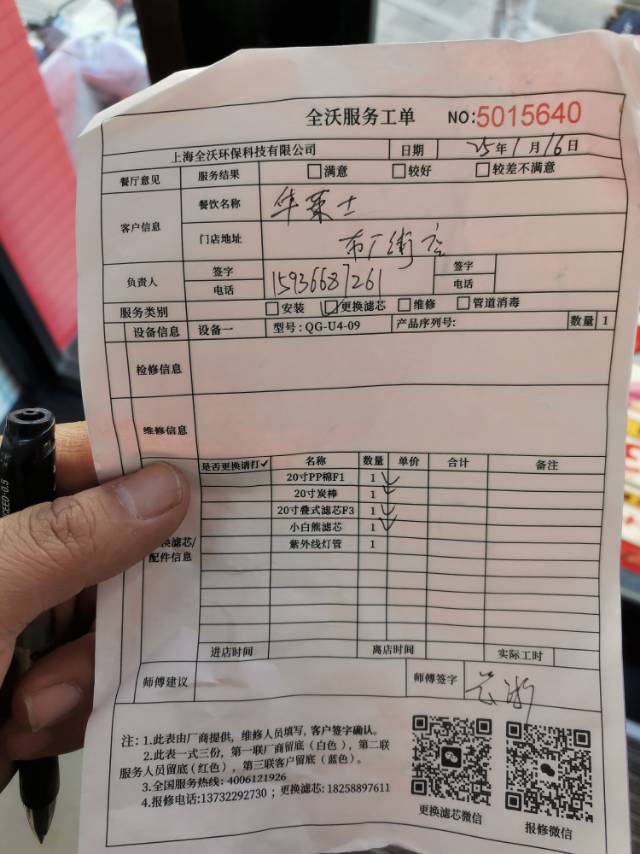 全沃服务工单 NO:5015640
上海全沃环保科技有限公司 日期 25年1月16日
餐厅意见 服务结果 □满意 □较好 □较差不满意
客户信息 餐饮名称 华莱士
门店地址 布厂街店
负责人 签字 签字
电话 15936687261 电话
服务类别 □安装 ☑更换滤芯 □维修 □管道消毒
设备信息 设备一 型号:QG-U4-09 产品序列号: 数量 1
检修信息
维修信息
是否更换请打✓ 名称 数量 单价 合计 备注
20寸PP棉F1 1 ✓
20寸炭棒 1 ✓
20寸叠式滤芯F3 1 ✓
小白熊滤芯 1 ✓
紫外线灯管 1
换滤芯/
配件信息
进店时间 离店时间 实际工时
师傅建议 师傅签字
注：1.此表由厂商提供，维修人员填写，客户签字确认。
2.此表一式三份，第一联厂商留底（白色），第二联
服务人员留底(红色），第三联客户留底（蓝色）。
3.全国服务热线：4006121926
4.报修电话:13732292730；更换滤芯:18258897611
更换滤芯微信
报修微信